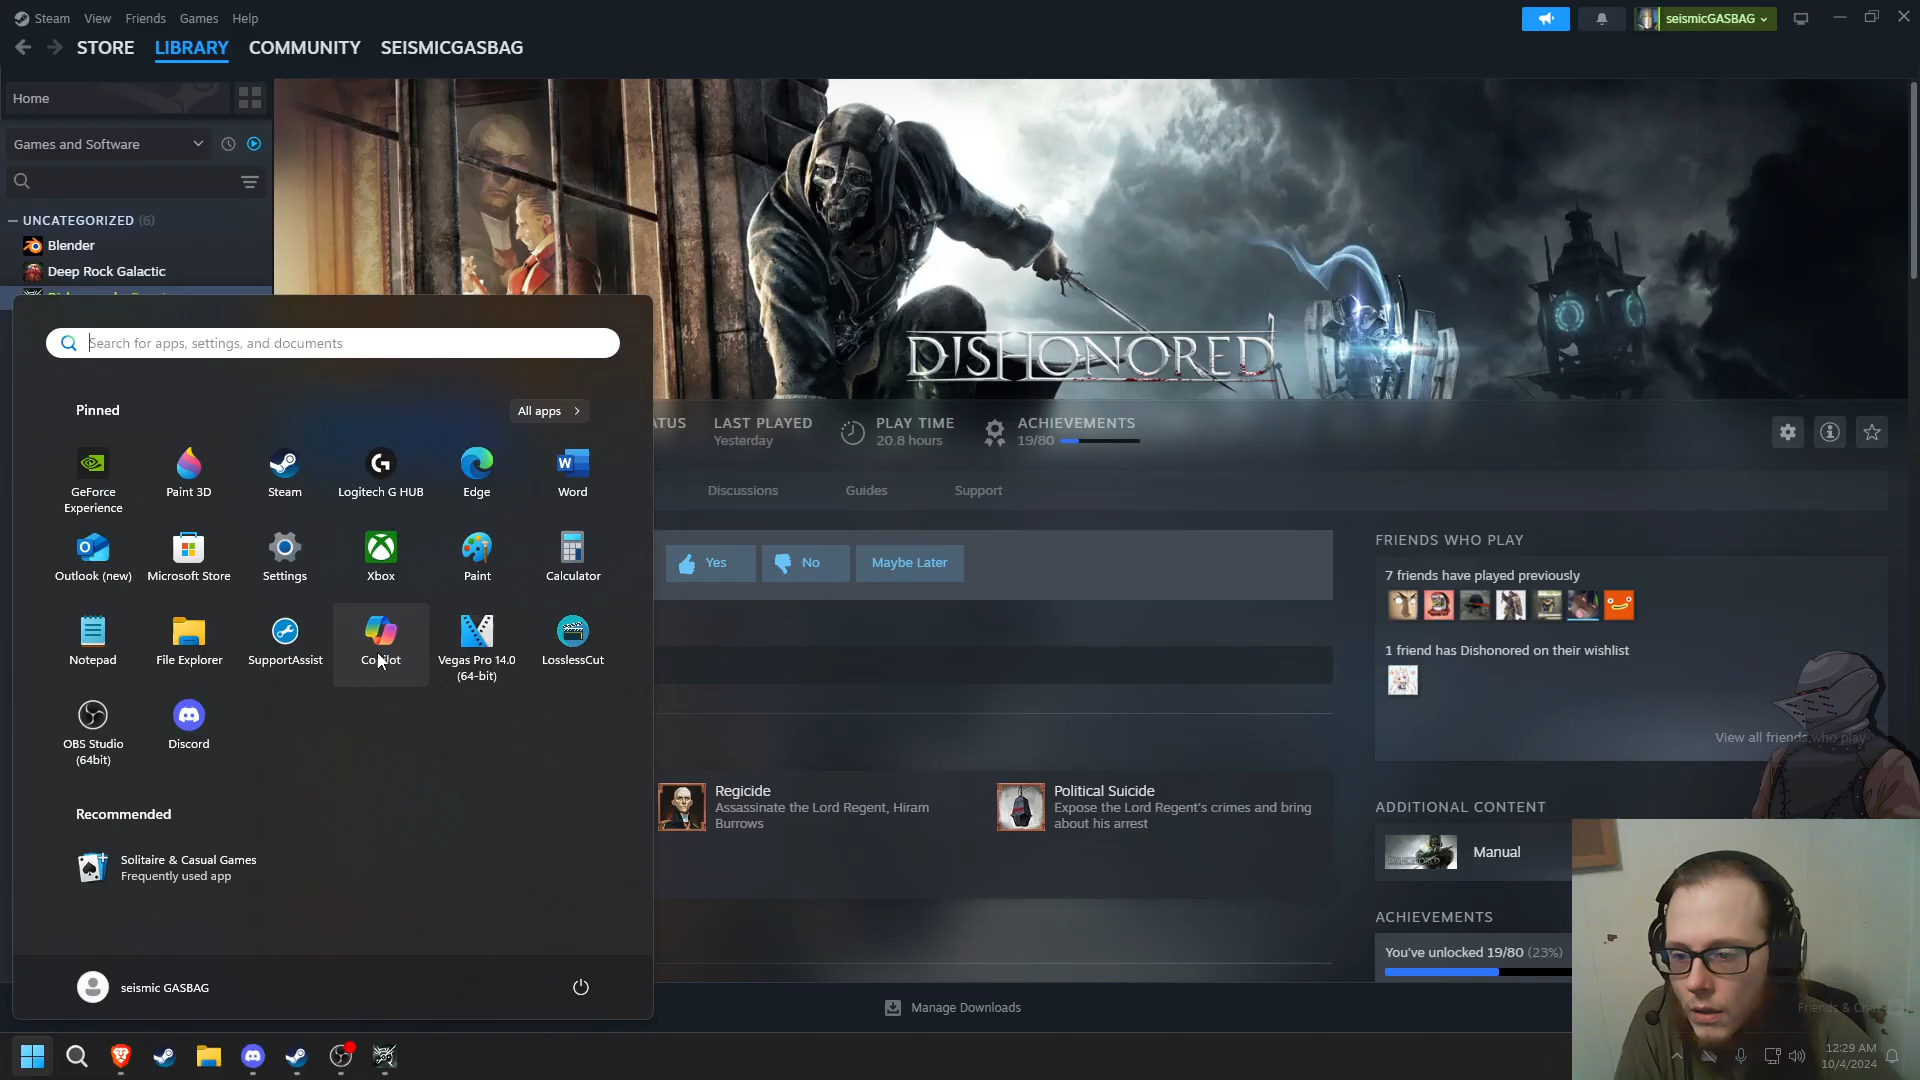 Steam View Friends Games Help
seismicGASBAG
STORE LIBRARY COMMUNITY SEISMICGASBAG
Home
Games and Software
UNCATEGORIZED (6)
Blender
Deep Rock Galactic
Search for apps, settings, and documents
Pinned
All apps
GeForce Experience
Paint 3D
Steam
Logitech G HUB
Edge
Word
Outlook (new)
Microsoft Store
Settings
Xbox
Paint
Calculator
Notepad
File Explorer
SupportAssist
Vegas Pro 14.0 (64-bit)
LosslessCut
OBS Studio (64bit)
Discord
Recommended
Solitaire & Casual Games
Frequently used app
seismic GASBAG
DISHONORED
ATUS
LAST PLAYED
Yesterday
PLAY TIME
20.8 hours
ACHIEVEMENTS
19/80
Discussions Guides Support
Yes No Maybe Later
Regicide
Assassinate the Lord Regent, Hiram
Burrows
Political Suicide
Expose the Lord Regent's crimes and bring
about his arrest
FRIENDS WHO PLAY
7 friends have played previously
1 friend has Dishonored on their wishlist
View all friends who play
ADDITIONAL CONTENT
Manual
ACHIEVEMENTS
You've unlocked 19/80 (23%)
Manage Downloads
Friends &
12:29 AM
10/4/2024